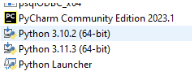 psqlODBC_x64
PyCharm Community Edition 2023.1
Python 3.10.2 (64-bit)
Python 3.11.3 (64-bit)
Python Launcher